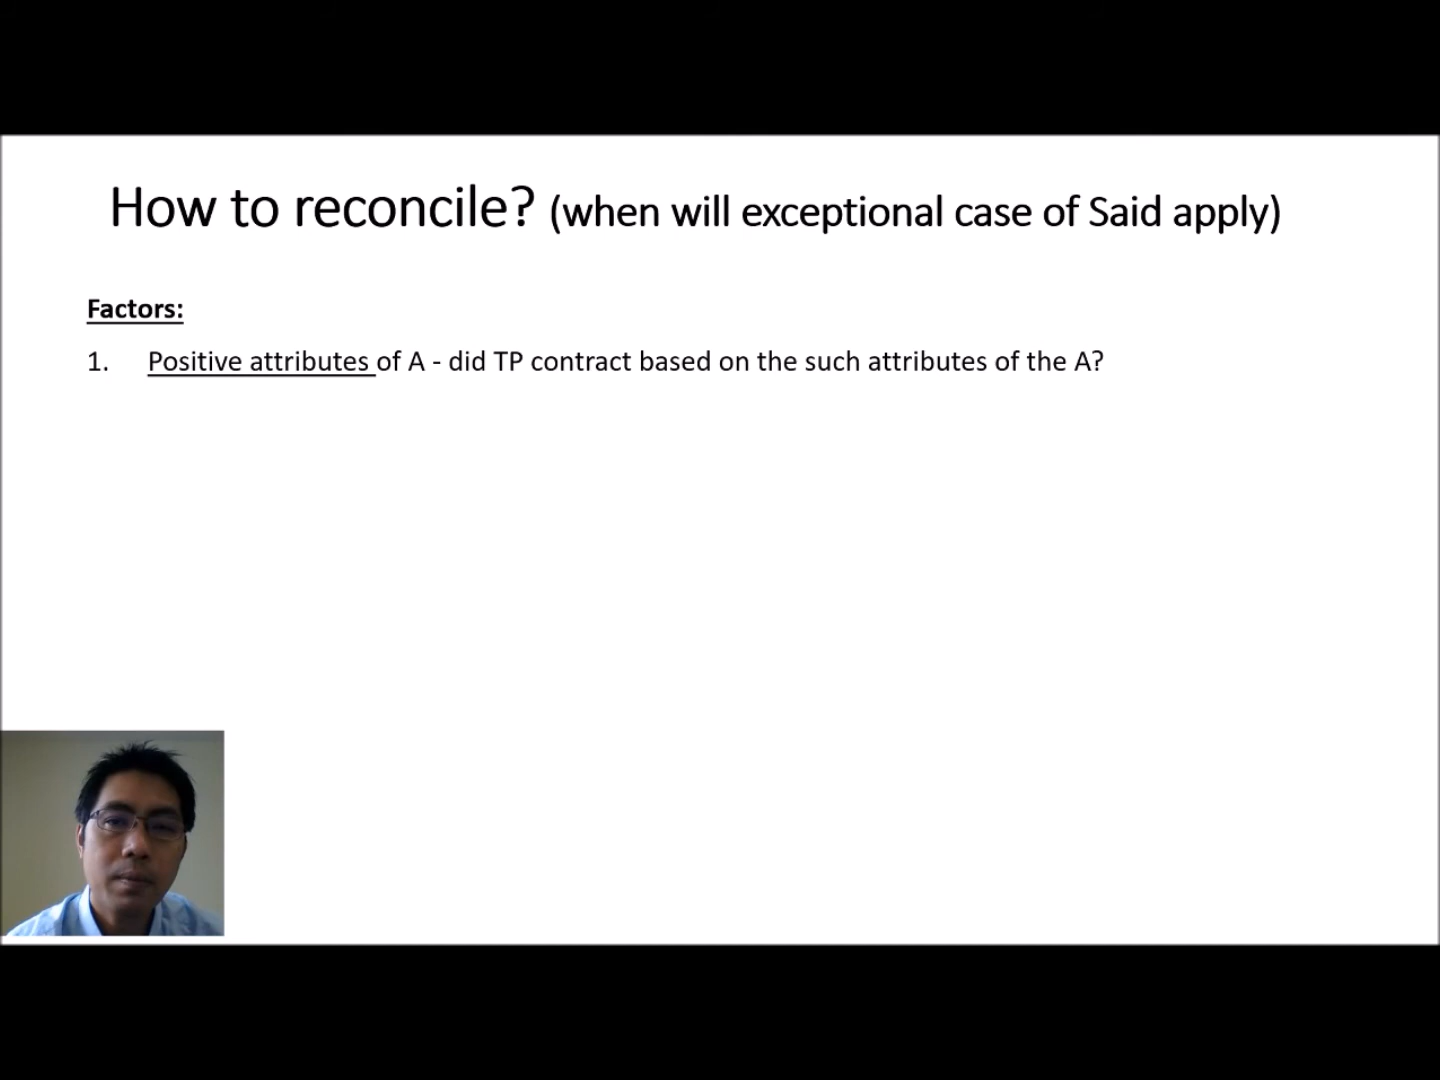 How to reconcile? (when will exceptional case of Said apply)
Factors:
1. Positive attributes of A - did TP contract based on the such attributes of the A?